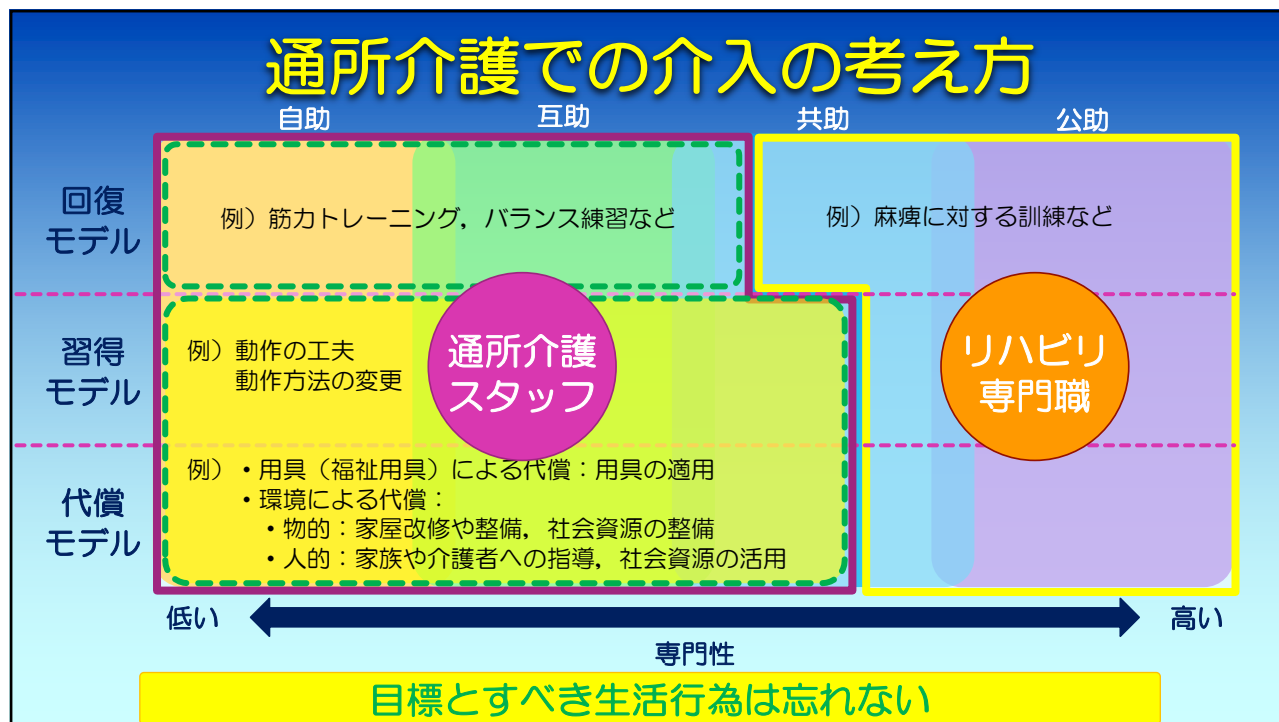 通所介護での介入の考え方
自助
互助
共助
公助
回復
モデル
例）筋力トレーニング，バランス練習など
例）麻痺に対する訓練など
習得
モデル
例）動作の工夫
動作方法の変更
通所介護
スタッフ
リハビリ
専門職
代償
モデル
例）・用具（福祉用具）による代償：用具の適用
・環境による代償：
・物的：家屋改修や整備，社会資源の整備
・人的：家族や介護者への指導，社会資源の活用
低い
高い
専門性
目標とすべき生活行為は忘れない